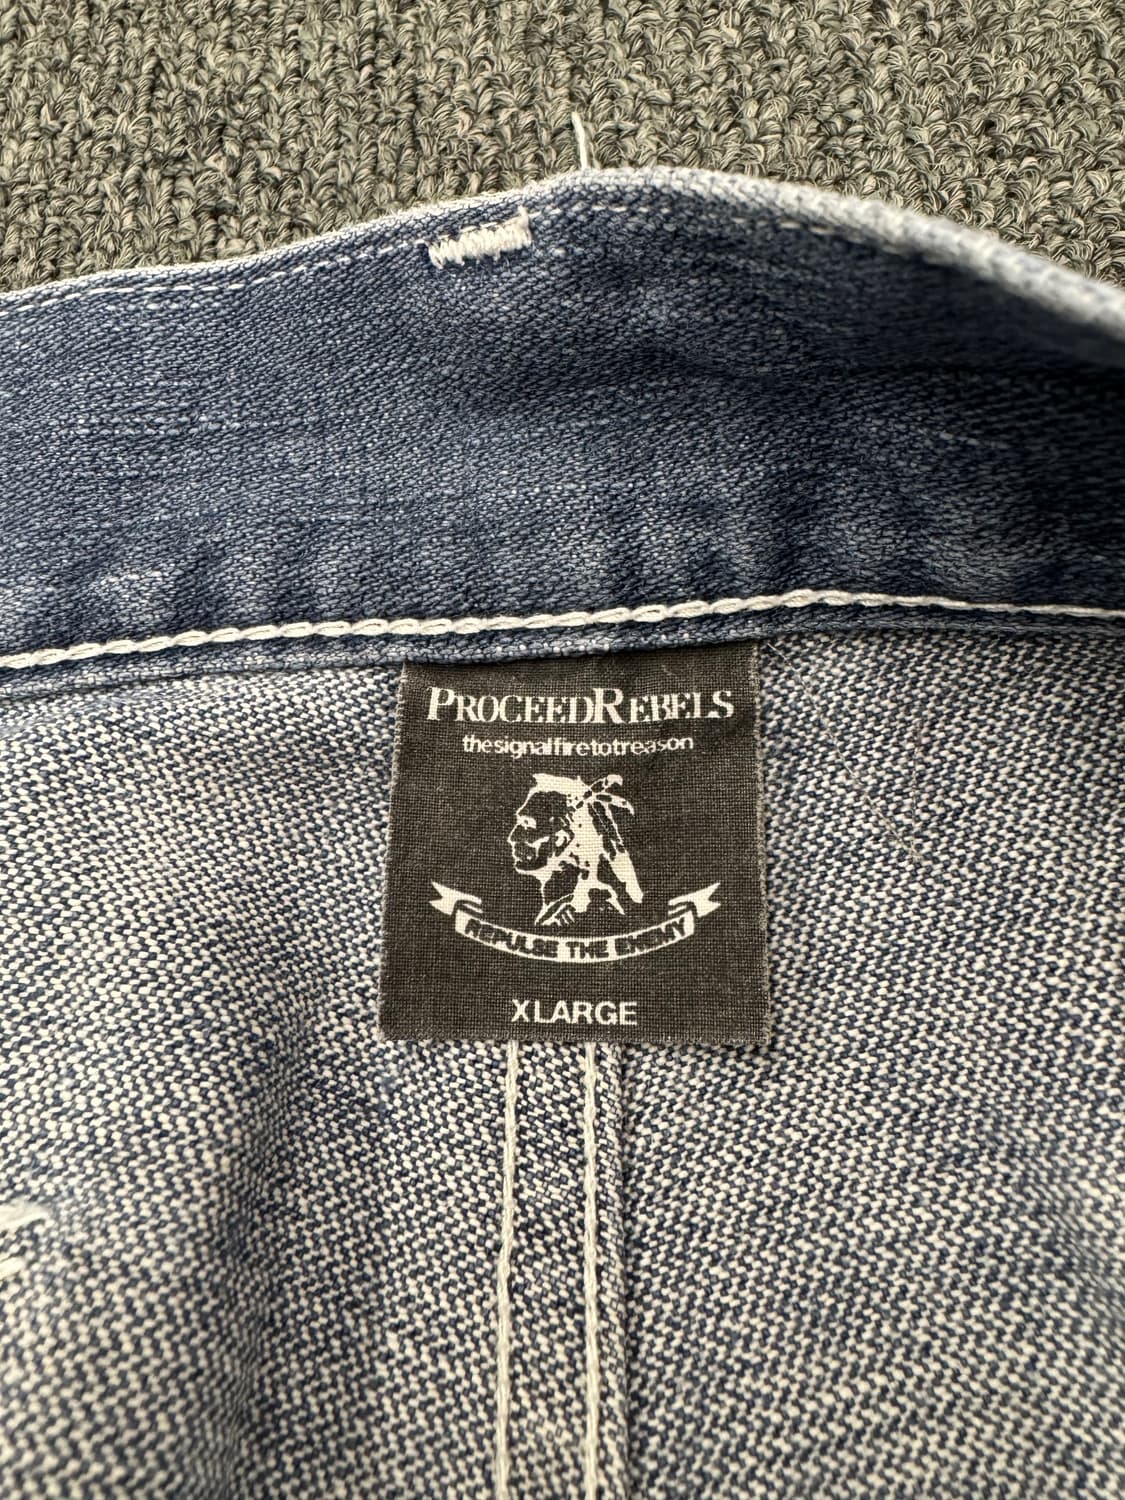 PROCEEDREBELS
thesignalfiretotreason
REPULSE THE ENEMY
XLARGE